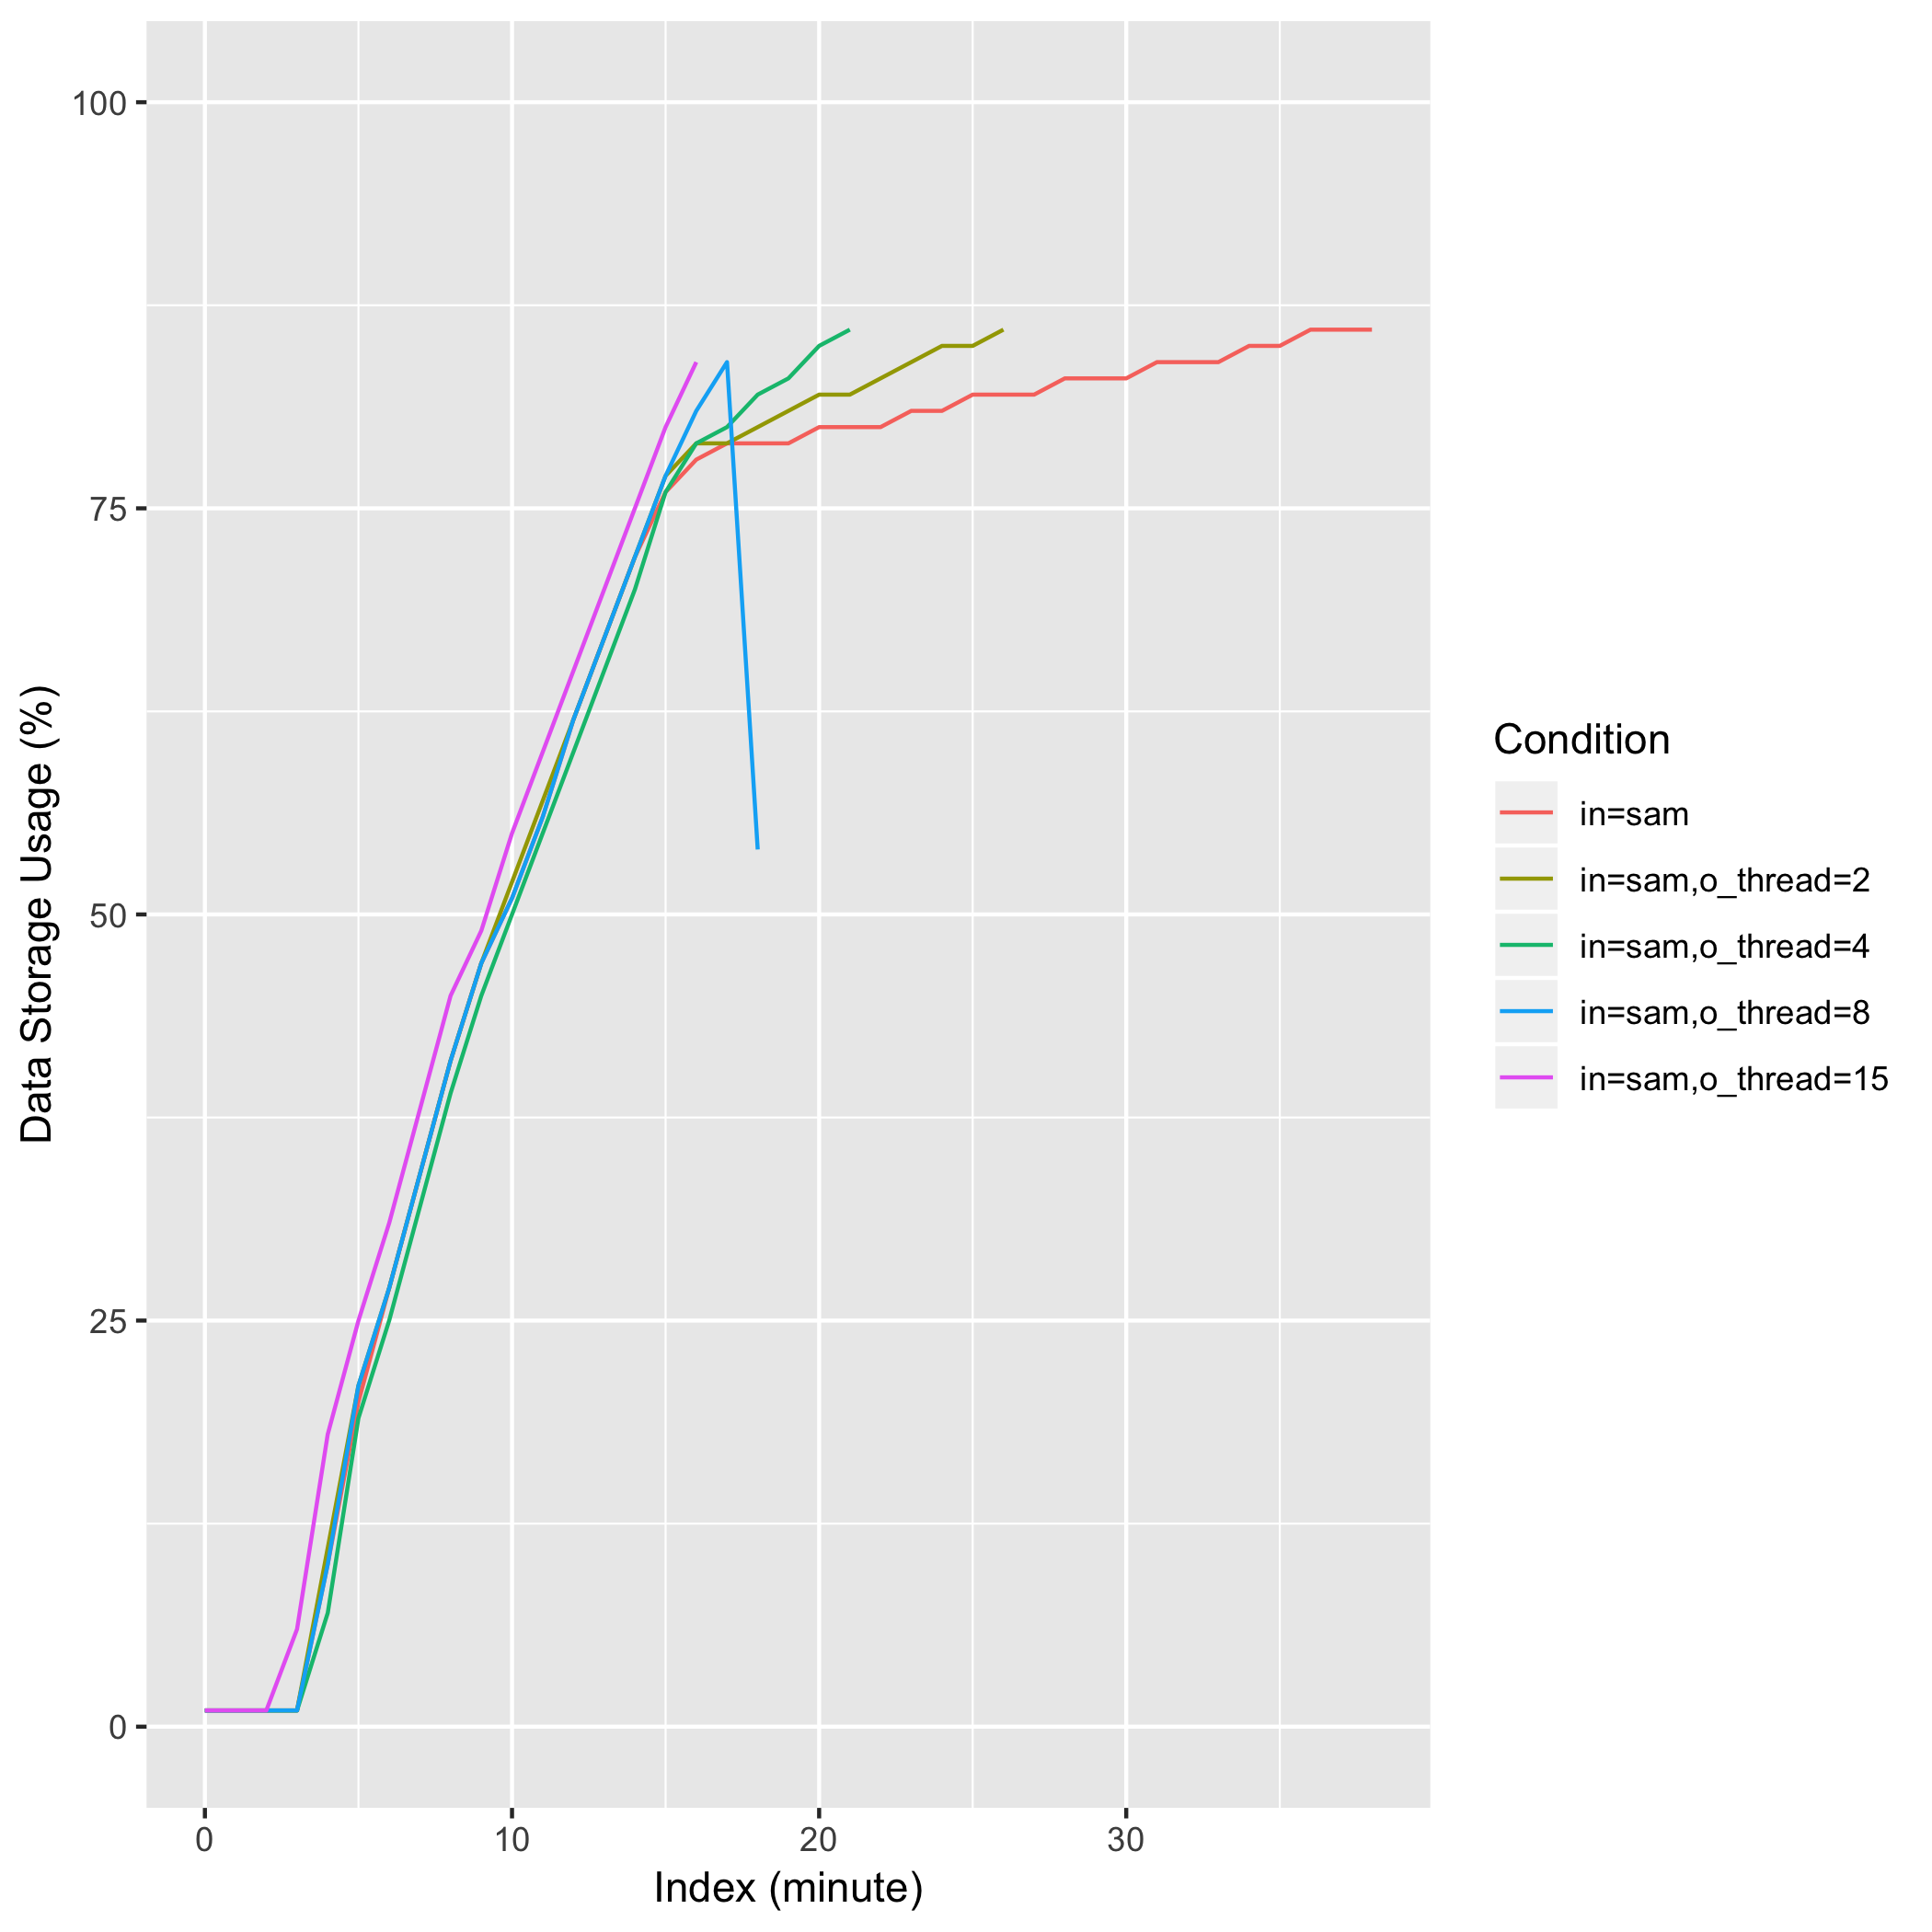 100
75
50
25
0
Data Storage Usage (%)
0 10 20 30
Index (minute)
Condition
in=sam
in=sam,o_thread=2
in=sam,o_thread=4
in=sam,o_thread=8
in=sam,o_thread=15